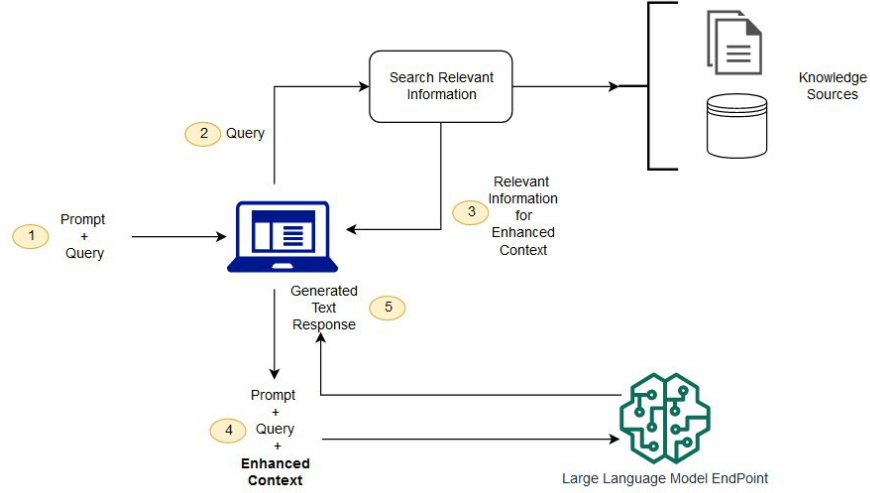 Search Relevant
Information
Knowledge
Sources
2
Query
1
Prompt
+
Query
3
Relevant
Information
for
Enhanced
Context
Generated
Text
Response
5
4
Prompt
+
Query
+
Enhanced
Context
Large Language Model EndPoint